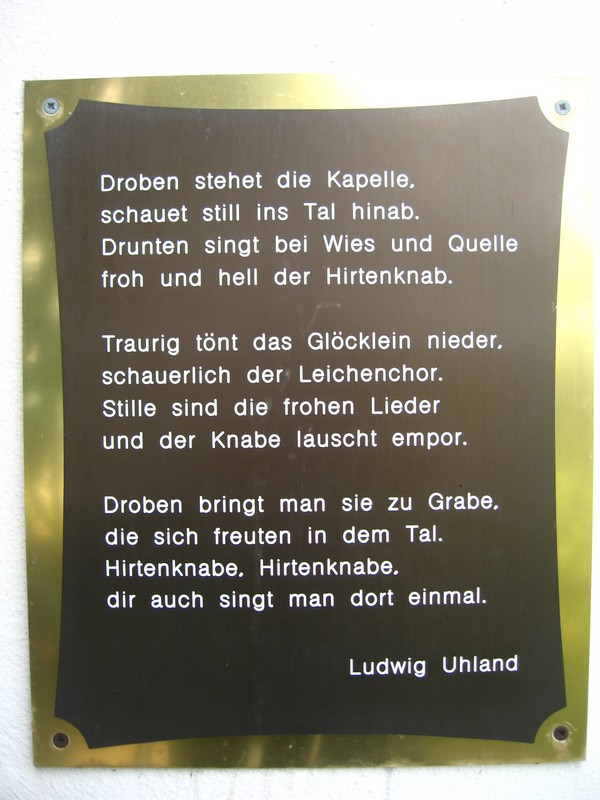 Droben stehet die Kapelle,
schauet still ins Tal hinab.
Drunten singt bei Wies und Quelle
froh und hell der Hirtenknab.
Traurig tönt das Glöcklein nieder,
schauerlich der Leichenchor.
Stille sind die frohen Lieder
und der Knabe lauscht empor.
Droben bringt man sie zu Grabe,
die sich freuten in dem Tal.
Hirtenknabe, Hirtenknabe,
dir auch singt man dort einmal.
Ludwig Uhland